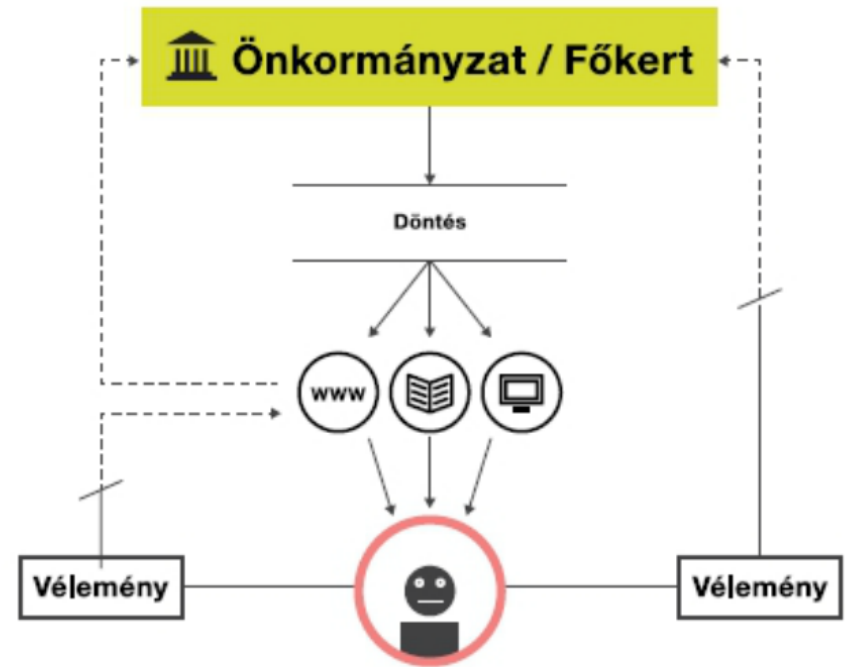 Önkormányzat / Főkert
Döntés
www
Vélemény
Vélemény